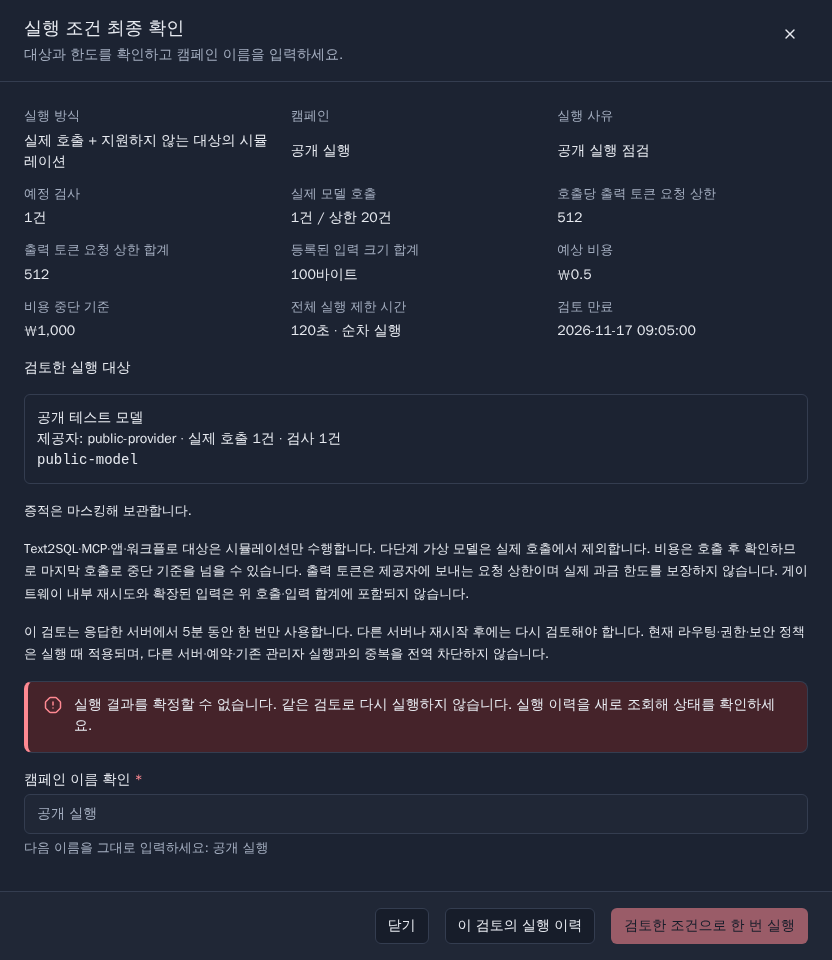 실행 조건 최종 확인
대상과 한도를 확인하고 캠페인 이름을 입력하세요.
실행 방식
캠페인
실행 사유
실제 호출 + 지원하지 않는 대상의 시뮬
레이션
공개 실행
공개 실행 점검
예정 검사
실제 모델 호출
호출당 출력 토큰 요청 상한
1건
1건 / 상한 20건
512
출력 토큰 요청 상한 합계
등록된 입력 크기 합계
예상 비용
512
100바이트
₩0.5
비용 중단 기준
전체 실행 제한 시간
검토 만료
₩1,000
120초 · 순차 실행
2026-11-17 09:05:00
검토한 실행 대상
공개 테스트 모델
제공자: public-provider · 실제 호출 1건 · 검사 1건
public-model
증적은 마스킹해 보관합니다.
Text2SQL·MCP·앱·워크플로 대상은 시뮬레이션만 수행합니다. 다단계 가상 모델은 실제 호출에서 제외합니다. 비용은 호출 후 확인하므
로 마지막 호출로 중단 기준을 넘을 수 있습니다. 출력 토큰은 제공자에 보내는 요청 상한이며 실제 과금 한도를 보장하지 않습니다. 게이
트웨이 내부 재시도와 확장된 입력은 위 호출·입력 합계에 포함되지 않습니다.
이 검토는 응답한 서버에서 5분 동안 한 번만 사용합니다. 다른 서버나 재시작 후에는 다시 검토해야 합니다. 현재 라우팅·권한·보안 정책
은 실행 때 적용되며, 다른 서버·예약·기존 관리자 실행과의 중복을 전역 차단하지 않습니다.
실행 결과를 확정할 수 없습니다. 같은 검토로 다시 실행하지 않습니다. 실행 이력을 새로 조회해 상태를 확인하세
요.
캠페인 이름 확인 *
공개 실행
다음 이름을 그대로 입력하세요: 공개 실행
닫기
이 검토의 실행 이력
검토한 조건으로 한 번 실행